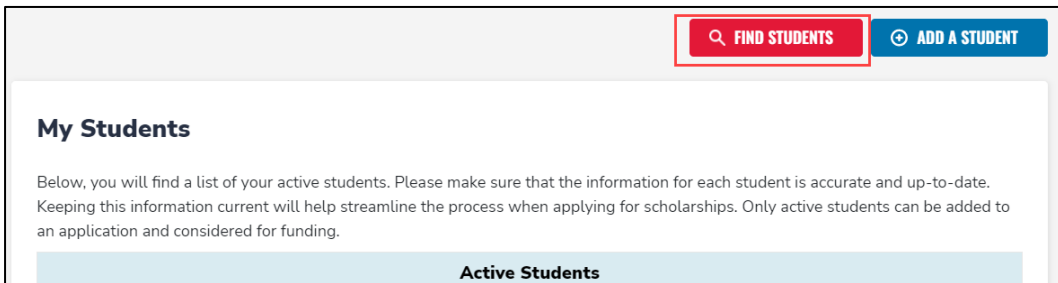 FIND STUDENTS
ADD A STUDENT
My Students
Below, you will find a list of your active students. Please make sure that the information for each student is accurate and up-to-date.
Keeping this information current will help streamline the process when applying for scholarships. Only active students can be added to
an application and considered for funding.
Active Students